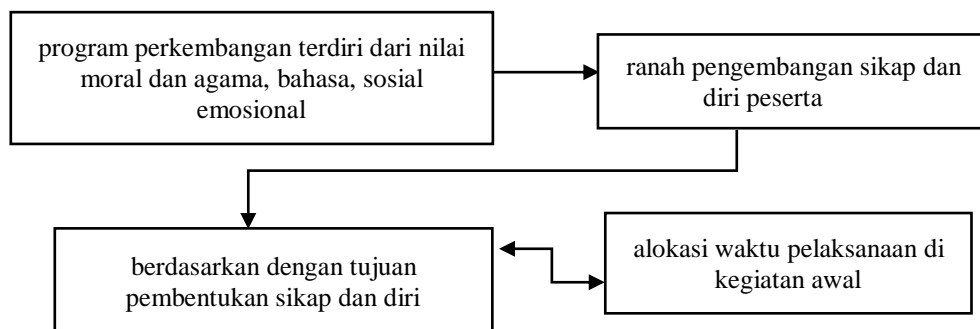 program perkembangan terdiri dari nilai
moral dan agama, bahasa, sosial
emosional
ranah pengembangan sikap dan
diri peserta
berdasarkan dengan tujuan
pembentukan sikap dan diri
alokasi waktu pelaksanaan di
kegiatan awal